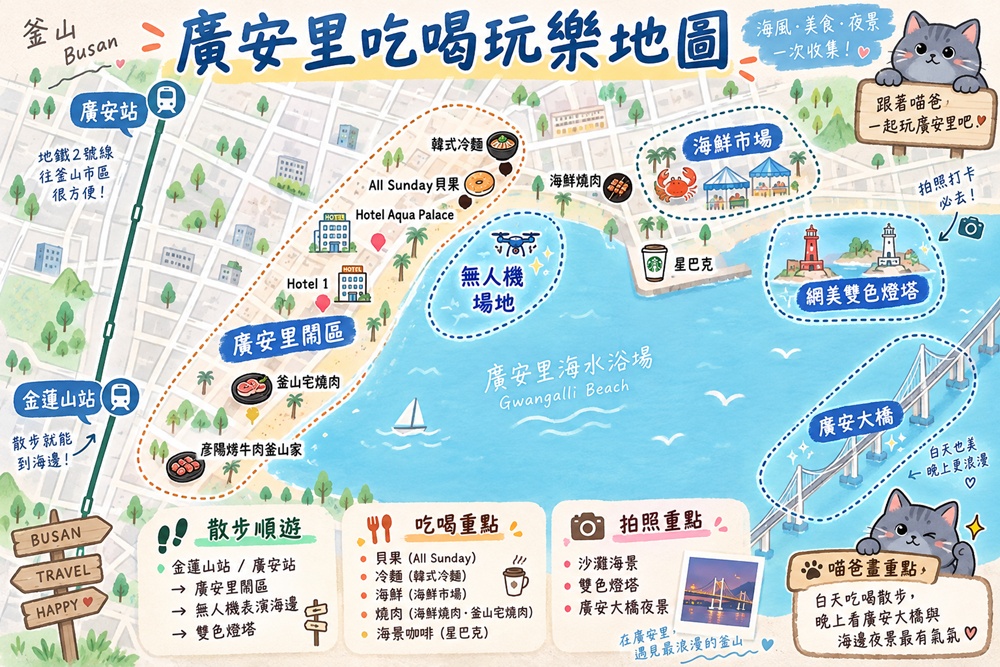 釜山
Busan
廣安里吃喝玩樂地圖
海風·美食·夜景
一次收集！
跟著喵爸，
一起玩廣安里吧！
廣安站
地鐵2號線
往釜山市區
很方便！
韓式冷麵
All Sunday貝果
HOTEL
Hotel Aqua Palace
HOTEL
Hotel 1
廣安里鬧區
釜山宅燒肉
彥陽烤牛肉釜山家
金蓮山站
散步就能
到海邊！
無人機
場地
海鮮燒肉
海鮮市場
星巴克
拍照打卡
必去！
網美雙色燈塔
廣安里海水浴場
Gwangalli Beach
廣安大橋
白天也美
晚上更浪漫
BUSAN
TRAVEL
HAPPY
散步順遊
金蓮山站 / 廣安站
→ 廣安里鬧區
→ 無人機表演海邊
→ 雙色燈塔
吃喝重點
貝果 (All Sunday)
冷麵 (韓式冷麵)
海鮮 (海鮮市場)
燒肉 (海鮮燒肉·釜山宅燒肉)
海景咖啡 (星巴克)
拍照重點
沙灘海景
雙色燈塔
廣安大橋夜景
在廣安里，
遇見最浪漫的釜山
喵爸畫重點
白天吃喝散步，
晚上看廣安大橋與
海邊夜景最有氣氛